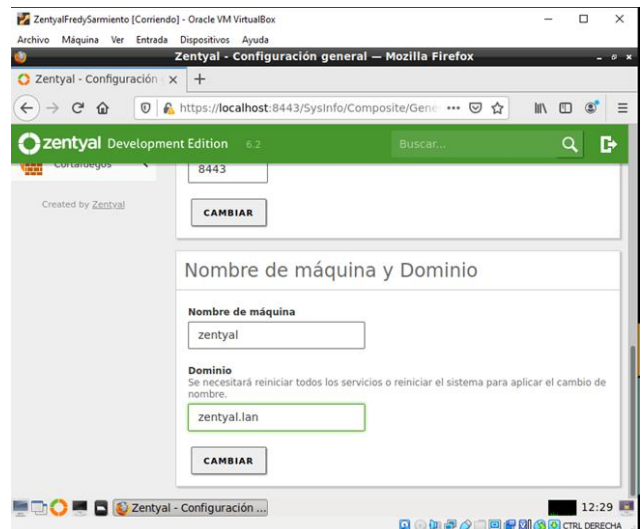 ZentyalFredySarmiento [Corriendo] - Oracle VM VirtualBox
Archivo Máquina Ver Entrada Dispositivos Ayuda
Zentyal - Configuración general — Mozilla Firefox
Zentyal - Configuración
https://localhost:8443/SysInfo/Composite/Gene
zentyal Development Edition 6.2 Buscar...
Cortafuegos
8443
Created by Zentyal
CAMBIAR
Nombre de máquina y Dominio
Nombre de máquina
zentyal
Dominio
Se necesitará reiniciar todos los servicios o reiniciar el sistema para aplicar el cambio de
nombre.
zentyal.lan
CAMBIAR
Zentyal - Configuración ...
12:29
CTRL DERECHA